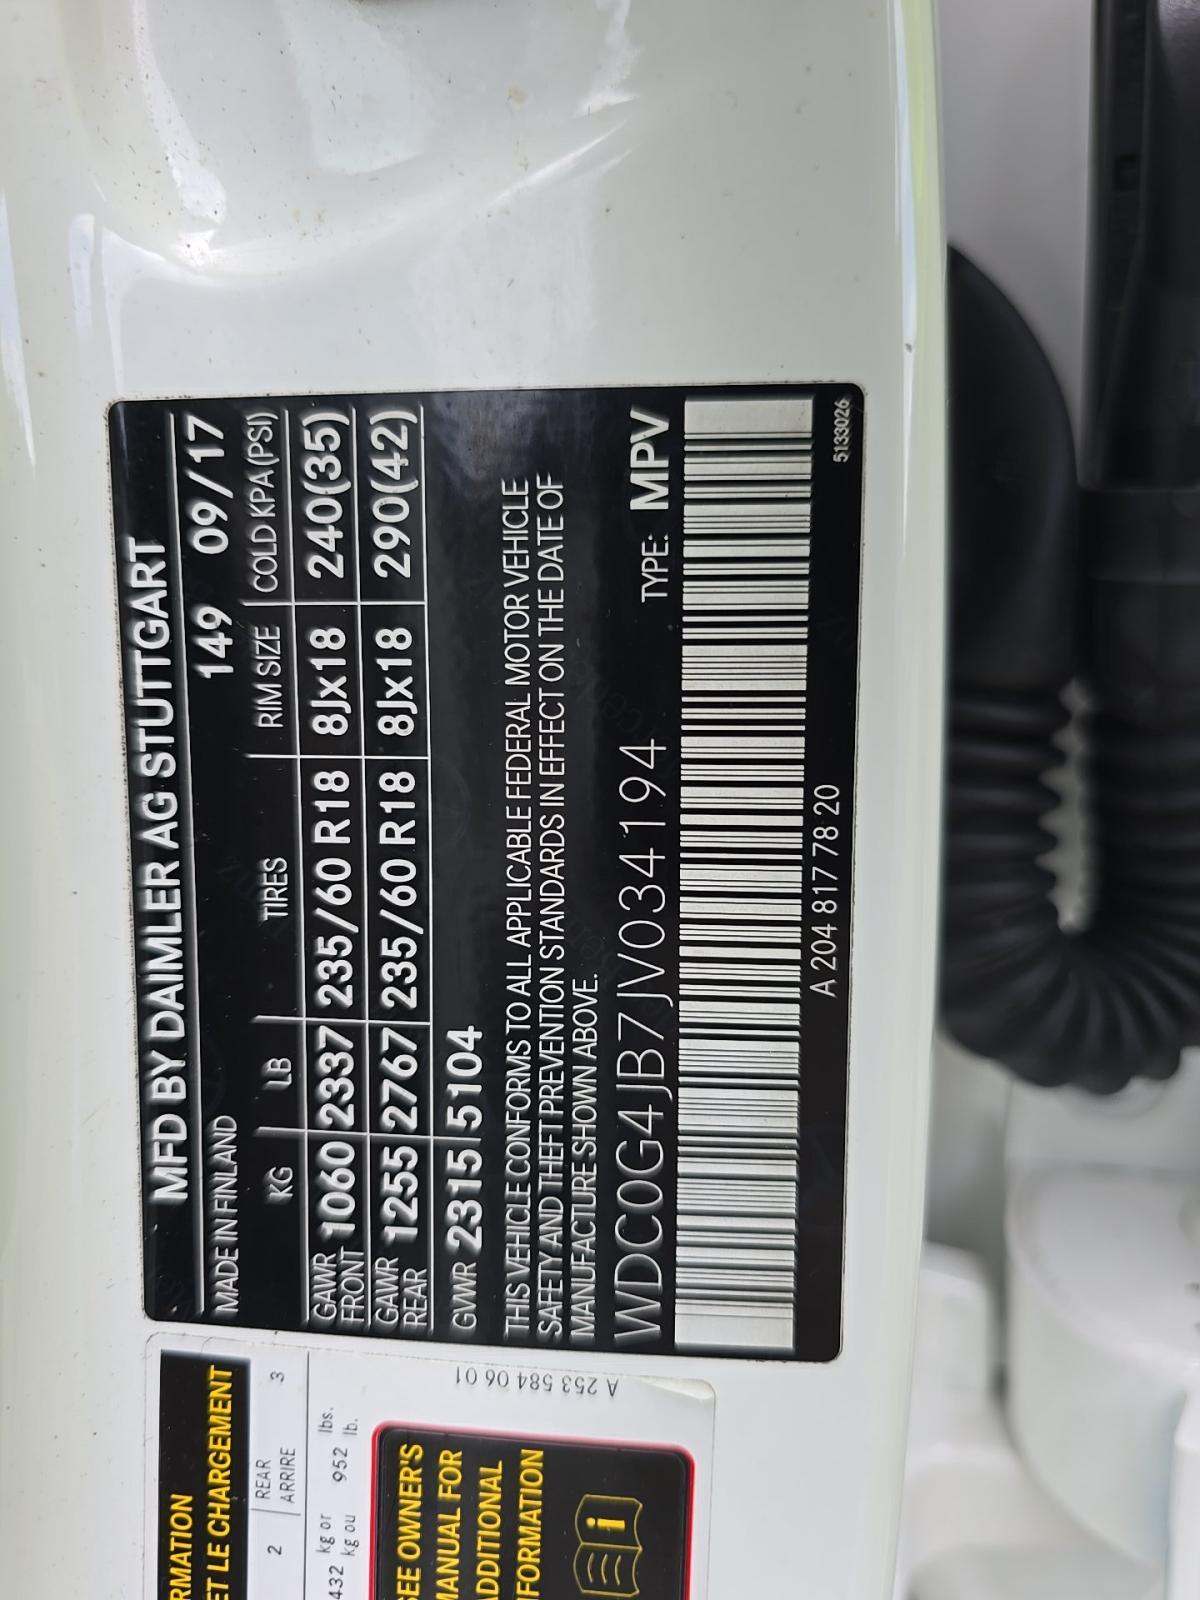 MFD BY DAIMLER AG STUTTGART
MADE IN FINLAND 149 09/17
KG LB TIRES RIM SIZE COLD KPA(PSI)
GAWR FRONT 1060 2337 235/60 R18 8Jx18 240(35)
GAWR REAR 1255 2767 235/60 R18 8Jx18 290(42)
GVWR 2315 5104
THIS VEHICLE CONFORMS TO ALL APPLICABLE FEDERAL MOTOR VEHICLE
SAFETY AND THEFT PREVENTION STANDARDS IN EFFECT ON THE DATE OF
MANUFACTURE SHOWN ABOVE.
WDC0G4JB7JV034194 TYPE: MPV
A 204 817 78 20
5133026
RMATION
ET LE CHARGEMENT
2 REAR 3
ARRIRE
432 kg or 952 lbs.
kg ou lb.
SEE OWNER'S
MANUAL FOR
ADDITIONAL
INFORMATION
A 253 584 06 01